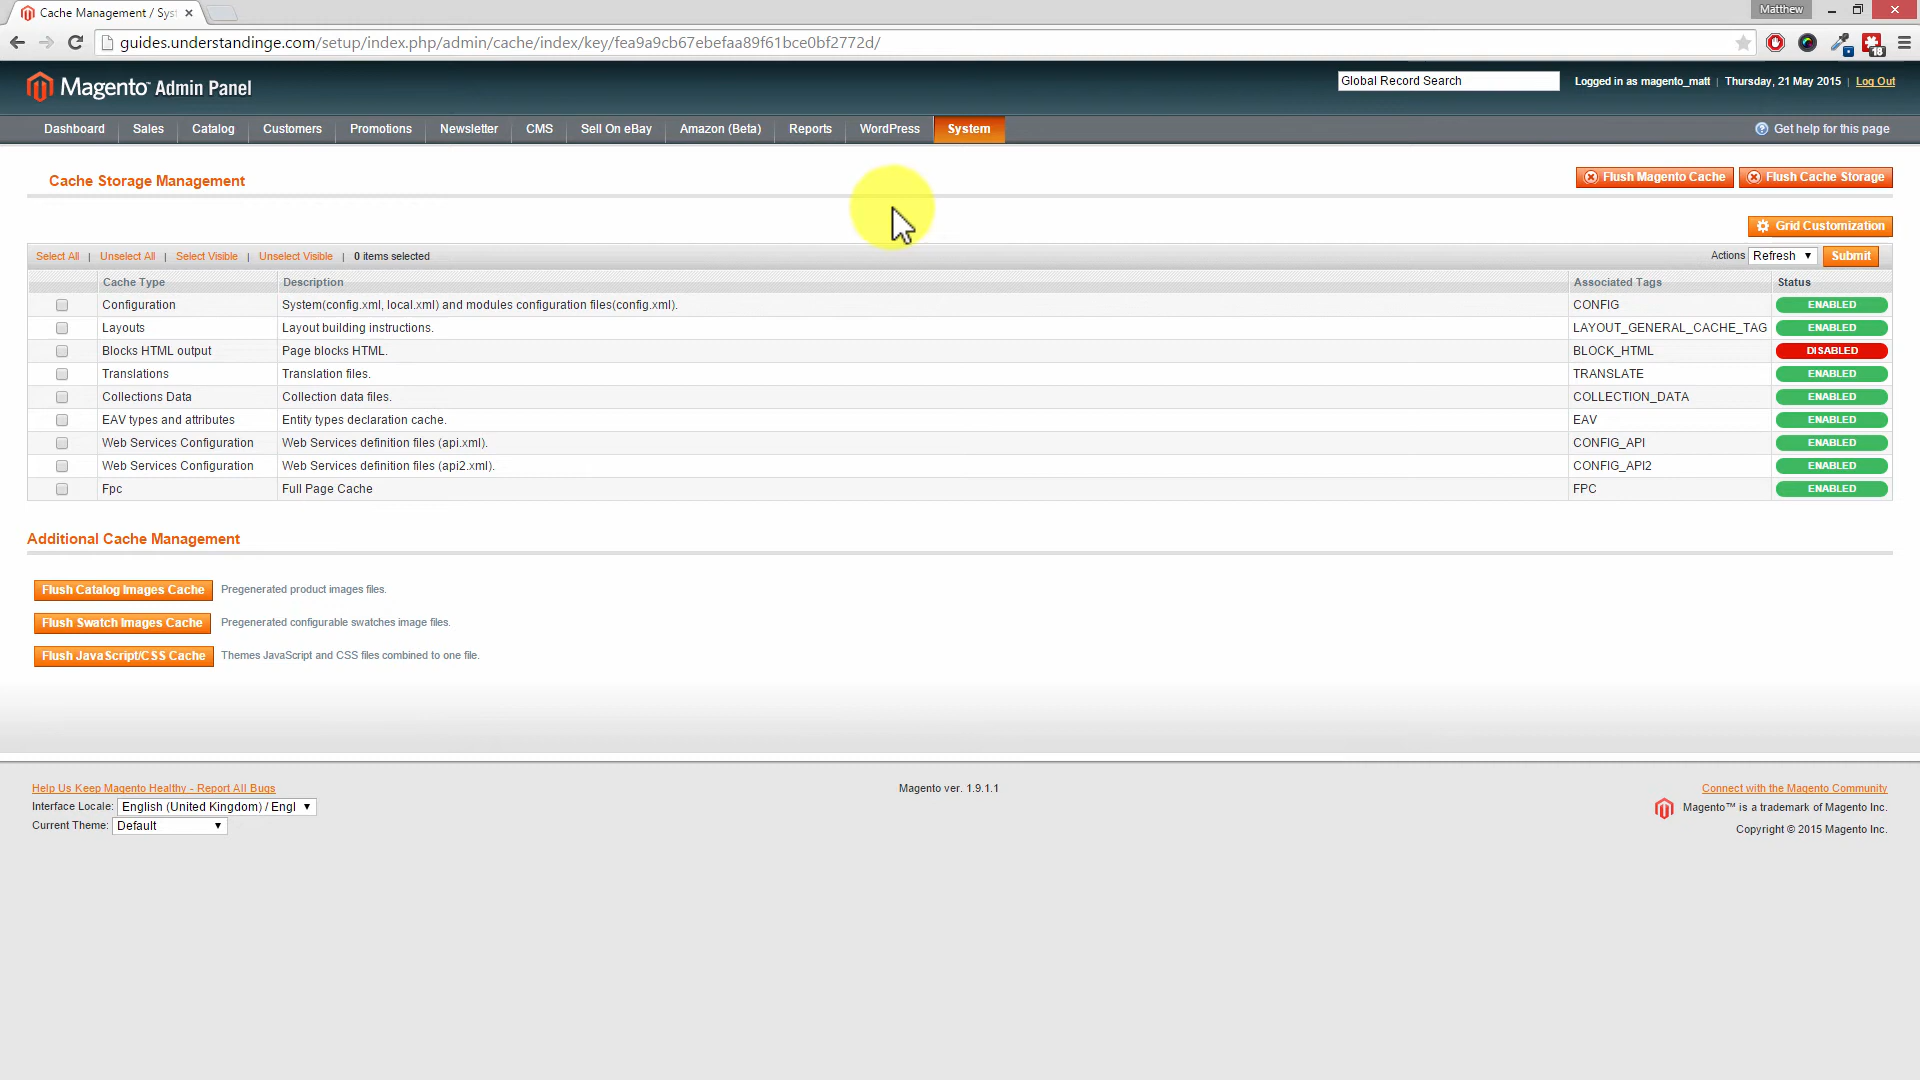 Cache Management / Sys
Matthew
guides.understandinge.com/setup/index.php/admin/cache/index/key/fea9a9cb67ebefaa89f61bce0bf2772d/
18
Magento™ Admin Panel
Global Record Search
Logged in as magento_matt | Thursday, 21 May 2015 | Log Out
Dashboard Sales Catalog Customers Promotions Newsletter CMS Sell On eBay Amazon (Beta) Reports WordPress System
Get help for this page
Cache Storage Management
Flush Magento Cache Flush Cache Storage
Grid Customization
Select All | Unselect All | Select Visible | Unselect Visible | 0 items selected
Actions Refresh Submit
Cache Type Description Associated Tags Status
Configuration System(config.xml, local.xml) and modules configuration files(config.xml). CONFIG ENABLED
Layouts Layout building instructions. LAYOUT_GENERAL_CACHE_TAG ENABLED
Blocks HTML output Page blocks HTML. BLOCK_HTML DISABLED
Translations Translation files. TRANSLATE ENABLED
Collections Data Collection data files. COLLECTION_DATA ENABLED
EAV types and attributes Entity types declaration cache. EAV ENABLED
Web Services Configuration Web Services definition files (api.xml). CONFIG_API ENABLED
Web Services Configuration Web Services definition files (api2.xml). CONFIG_API2 ENABLED
Fpc Full Page Cache FPC ENABLED
Additional Cache Management
Flush Catalog Images Cache Pregenerated product images files.
Flush Swatch Images Cache Pregenerated configurable swatches image files.
Flush JavaScript/CSS Cache Themes JavaScript and CSS files combined to one file.
Help Us Keep Magento Healthy - Report All Bugs
Magento ver. 1.9.1.1
Connect with the Magento Community
Interface Locale: English (United Kingdom) / Engl
Magento™ is a trademark of Magento Inc.
Current Theme: Default
Copyright © 2015 Magento Inc.